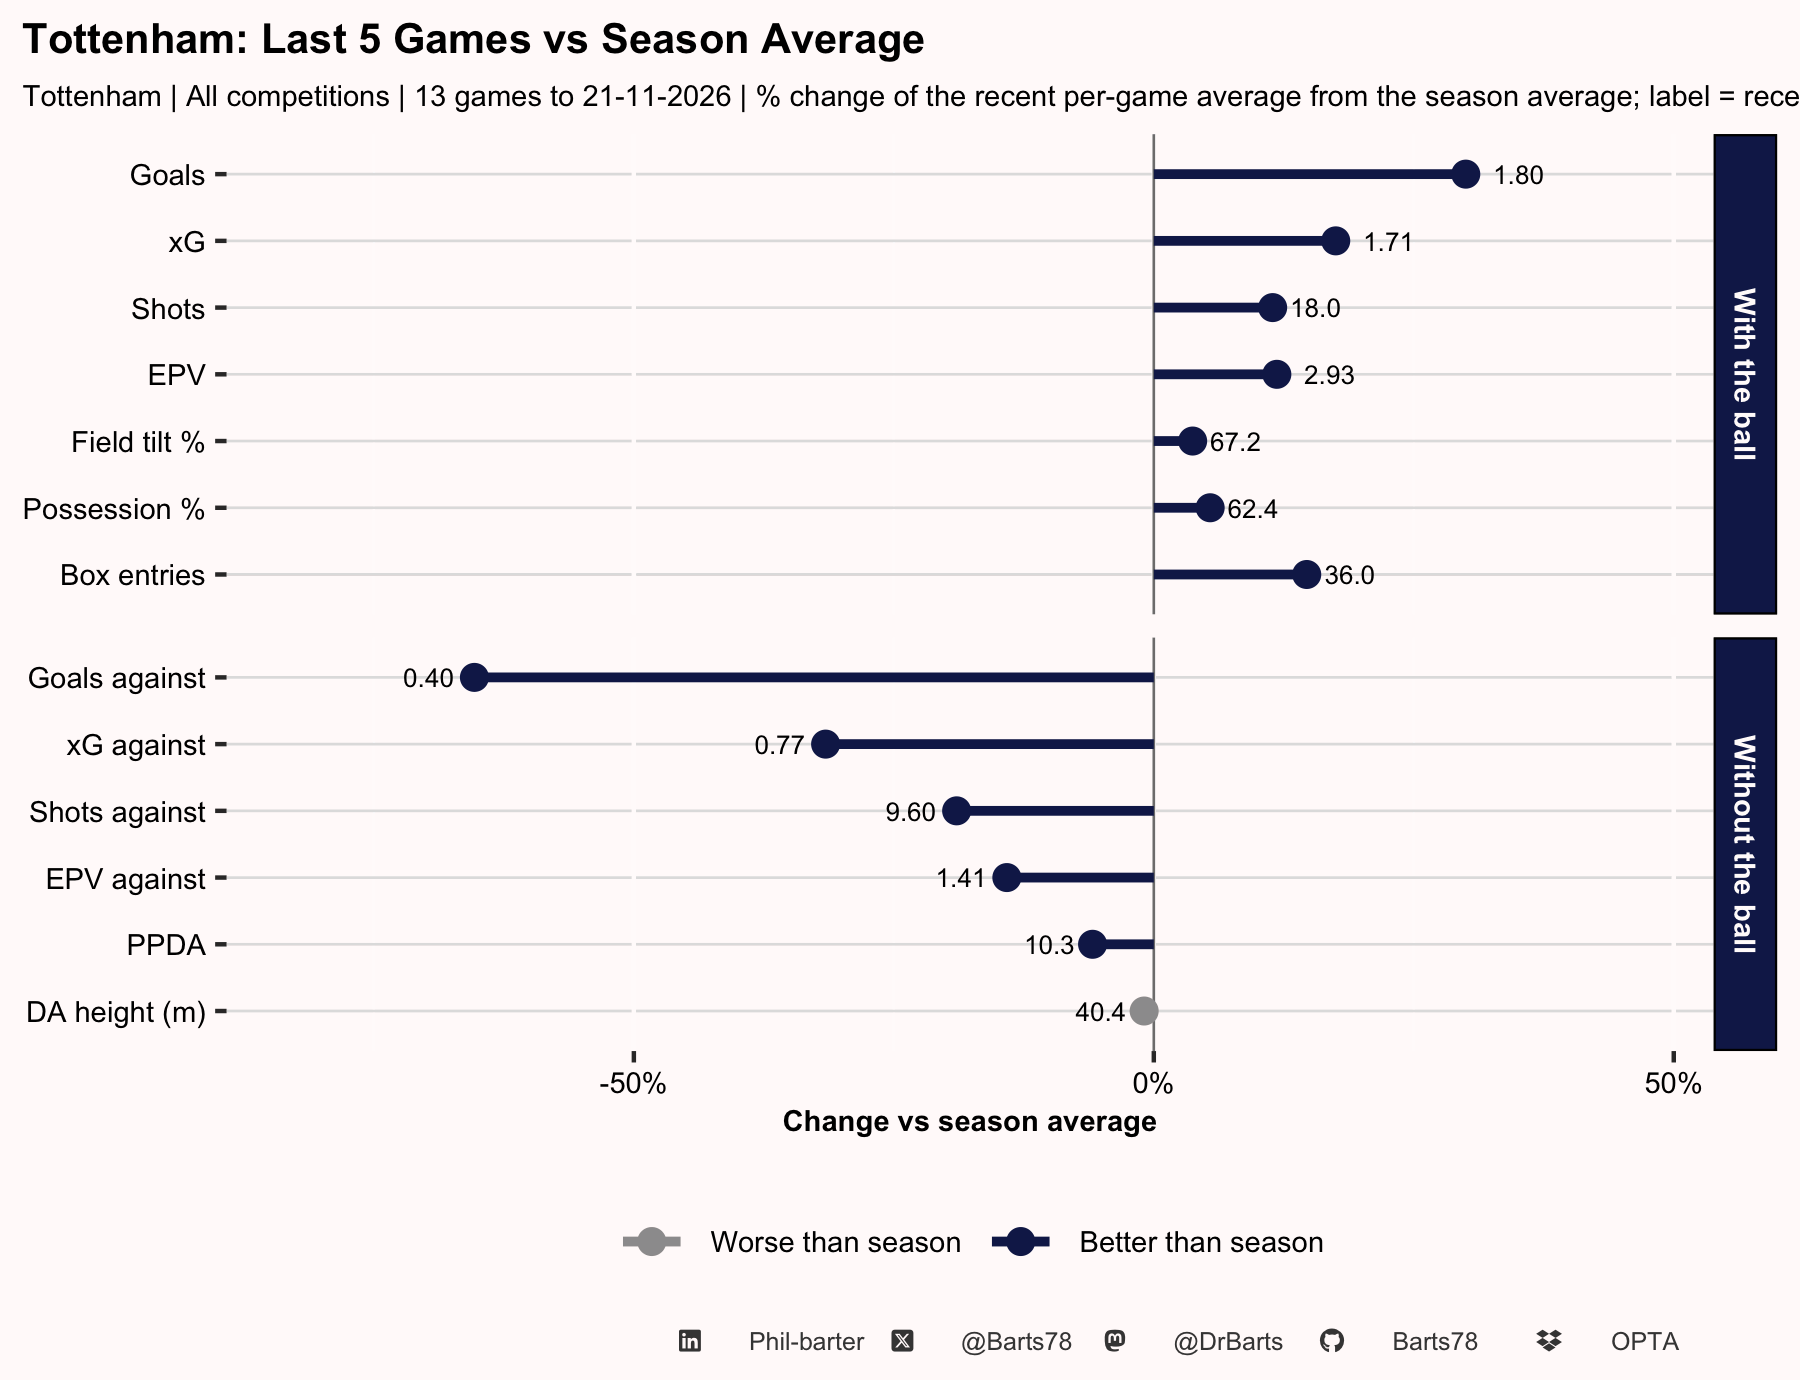 Tottenham: Last 5 Games vs Season Average
Tottenham | All competitions | 13 games to 21-11-2026 | % change of the recent per-game average from the season average; label = rece
Goals 1.80
xG 1.71
Shots 18.0
EPV 2.93
Field tilt % 67.2
Possession % 62.4
Box entries 36.0
With the ball
Goals against 0.40
xG against 0.77
Shots against 9.60
EPV against 1.41
PPDA 10.3
DA height (m) 40.4
Without the ball
-50% 0% 50%
Change vs season average
Worse than season Better than season
Phil-barter @Barts78 @DrBarts Barts78 OPTA